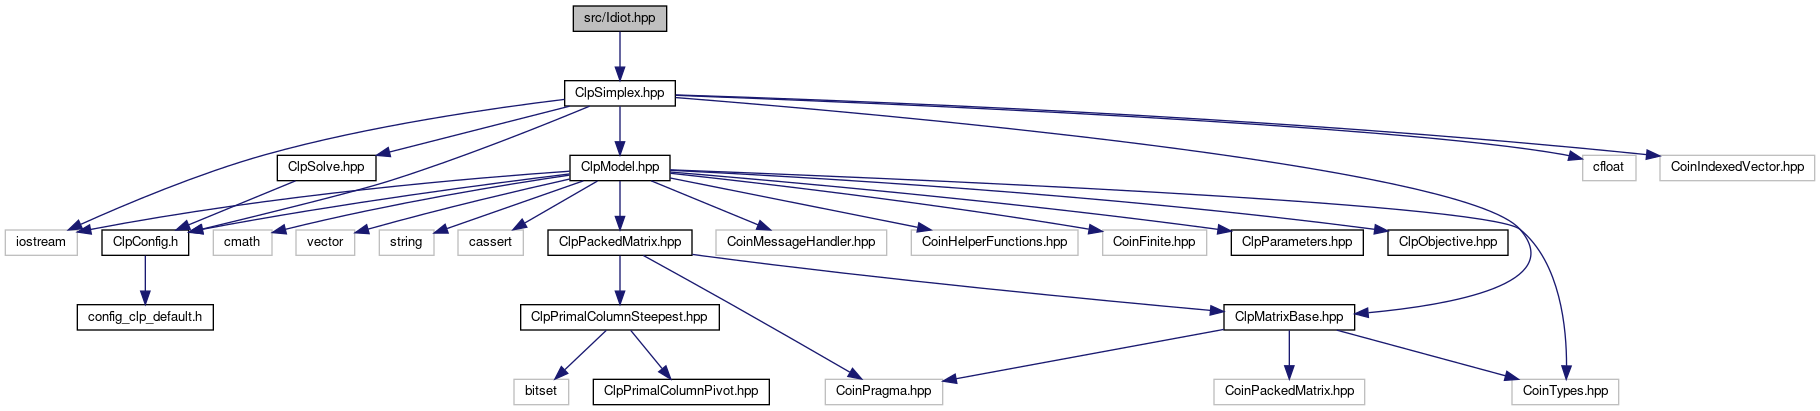 src/Idiot.hpp
ClpSimplex.hpp
ClpSolve.hpp
ClpModel.hpp
cfloat
CoinIndexedVector.hpp
iostream
ClpConfig.h
cmath
vector
string
cassert
ClpPackedMatrix.hpp
CoinMessageHandler.hpp
CoinHelperFunctions.hpp
CoinFinite.hpp
ClpParameters.hpp
ClpObjective.hpp
config_clp_default.h
ClpPrimalColumnSteepest.hpp
ClpMatrixBase.hpp
bitset
ClpPrimalColumnPivot.hpp
CoinPragma.hpp
CoinPackedMatrix.hpp
CoinTypes.hpp